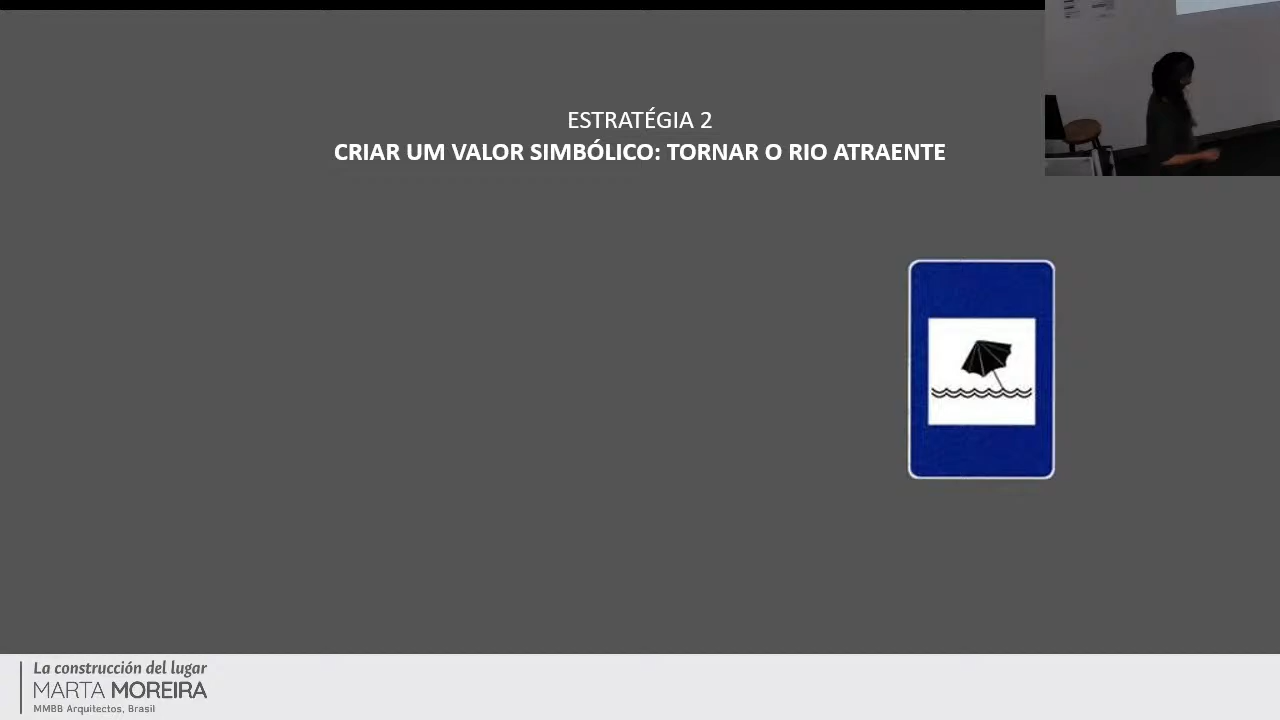 ESTRATÉGIA 2
CRIAR UM VALOR SIMBÓLICO: TORNAR O RIO ATRAENTE
La construcción del lugar
MARTA MOREIRA
MMBB Arquitectos, Brasil